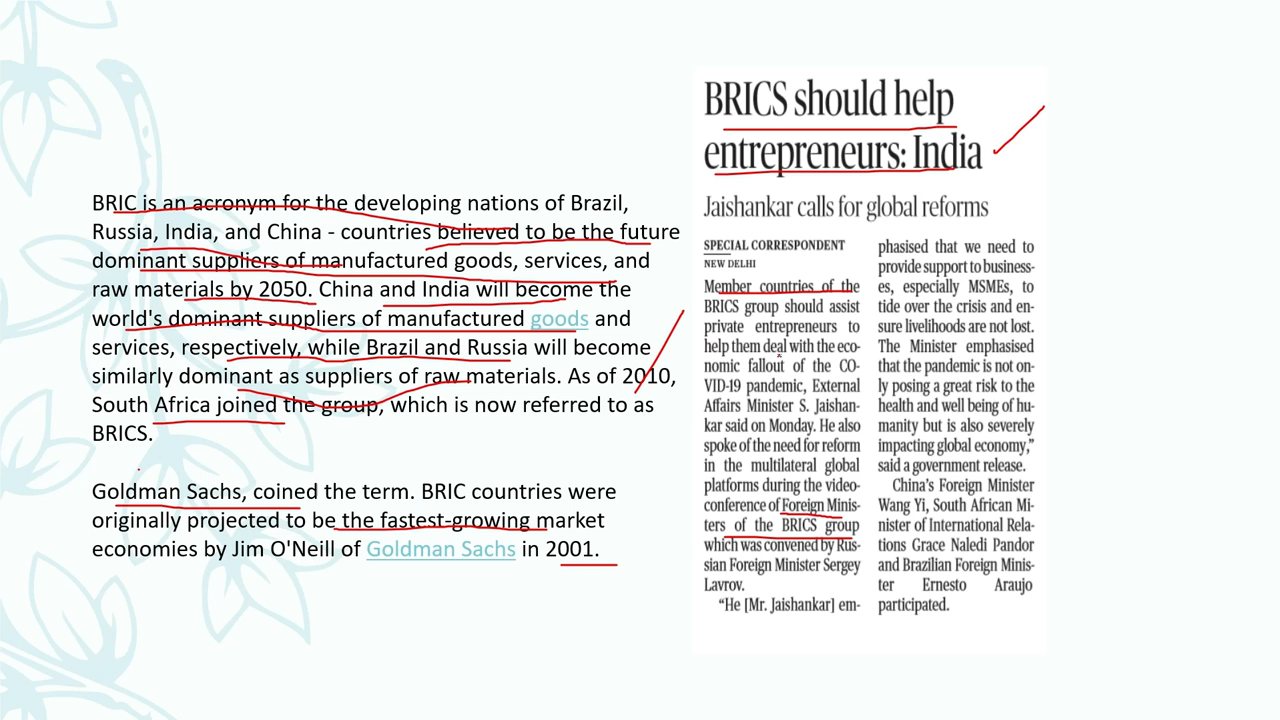 BRIC is an acronym for the developing nations of Brazil,
Russia, India, and China - countries believed to be the future
dominant suppliers of manufactured goods, services, and
raw materials by 2050. China and India will become the
world's dominant suppliers of manufactured goods and
services, respectively, while Brazil and Russia will become
similarly dominant as suppliers of raw materials. As of 2010,
South Africa joined the group, which is now referred to as
BRICS.
Goldman Sachs, coined the term. BRIC countries were
originally projected to be the fastest-growing market
economies by Jim O'Neill of Goldman Sachs in 2001.
BRICS should help
entrepreneurs: India
Jaishankar calls for global reforms
SPECIAL CORRESPONDENT
NEW DELHI
Member countries of the
BRICS group should assist
private entrepreneurs to
help them deal with the eco-
nomic fallout of the CO-
VID-19 pandemic, External
Affairs Minister S. Jaishan-
kar said on Monday. He also
spoke of the need for reform
in the multilateral global
platforms during the video-
conference of Foreign Minis-
ters of the BRICS group
which was convened by Rus-
sian Foreign Minister Sergey
Lavrov.
“He [Mr. Jaishankar] em-
phasised that we need to
provide support to business-
es, especially MSMEs, to
tide over the crisis and en-
sure livelihoods are not lost.
The Minister emphasised
that the pandemic is not on-
ly posing a great risk to the
health and well being of hu-
manity but is also severely
impacting global economy,”
said a government release.
China’s Foreign Minister
Wang Yi, South African Mi-
nister of International Rela-
tions Grace Naledi Pandor
and Brazilian Foreign Minis-
ter Ernesto Araujo
participated.